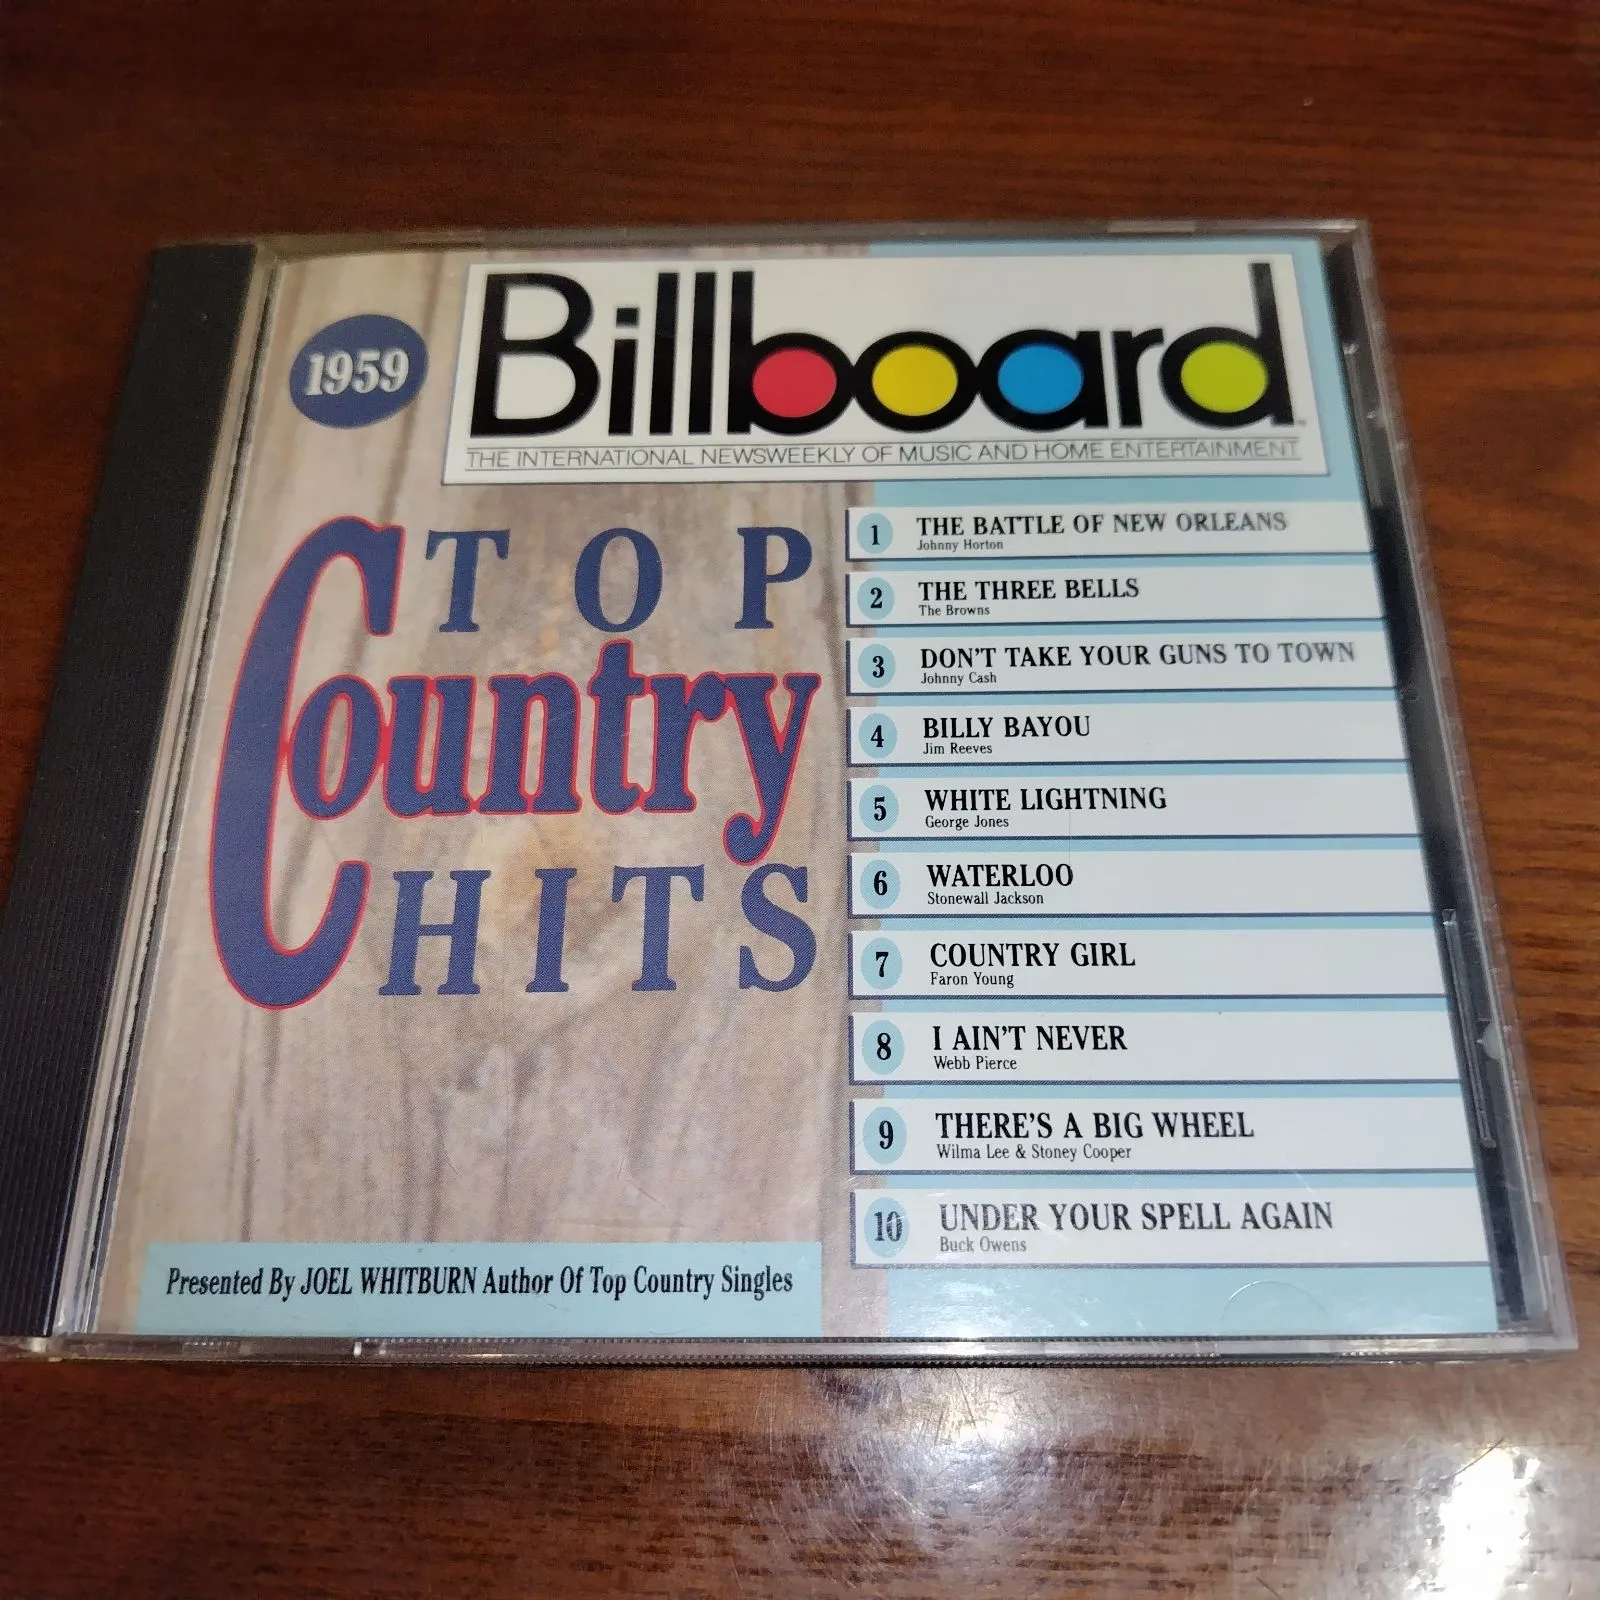 1959
Billboard
THE INTERNATIONAL NEWSWEEKLY OF MUSIC AND HOME ENTERTAINMENT
TOP
Country
HITS
1 THE BATTLE OF NEW ORLEANS
Johnny Horton
2 THE THREE BELLS
The Browns
3 DON'T TAKE YOUR GUNS TO TOWN
Johnny Cash
4 BILLY BAYOU
Jim Reeves
5 WHITE LIGHTNING
George Jones
6 WATERLOO
Stonewall Jackson
7 COUNTRY GIRL
Faron Young
8 I AIN'T NEVER
Webb Pierce
9 THERE'S A BIG WHEEL
Wilma Lee & Stoney Cooper
10 UNDER YOUR SPELL AGAIN
Buck Owens
Presented By JOEL WHITBURN Author Of Top Country Singles